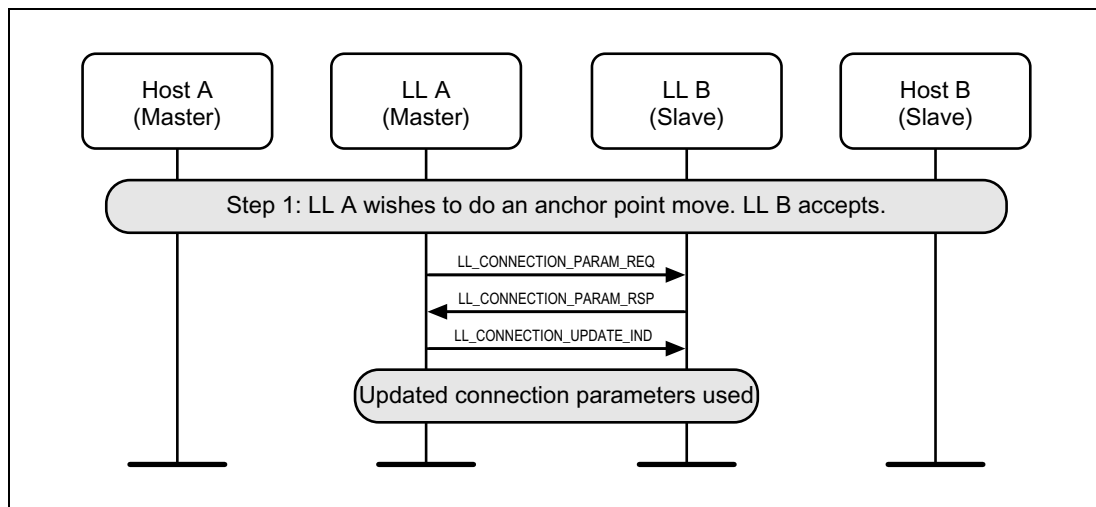 Host A
(Master)
LL A
(Master)
LL B
(Slave)
Host B
(Slave)
Step 1: LL A wishes to do an anchor point move. LL B accepts.
LL_CONNECTION_PARAM_REQ
LL_CONNECTION_PARAM_RSP
LL_CONNECTION_UPDATE_IND
Updated connection parameters used